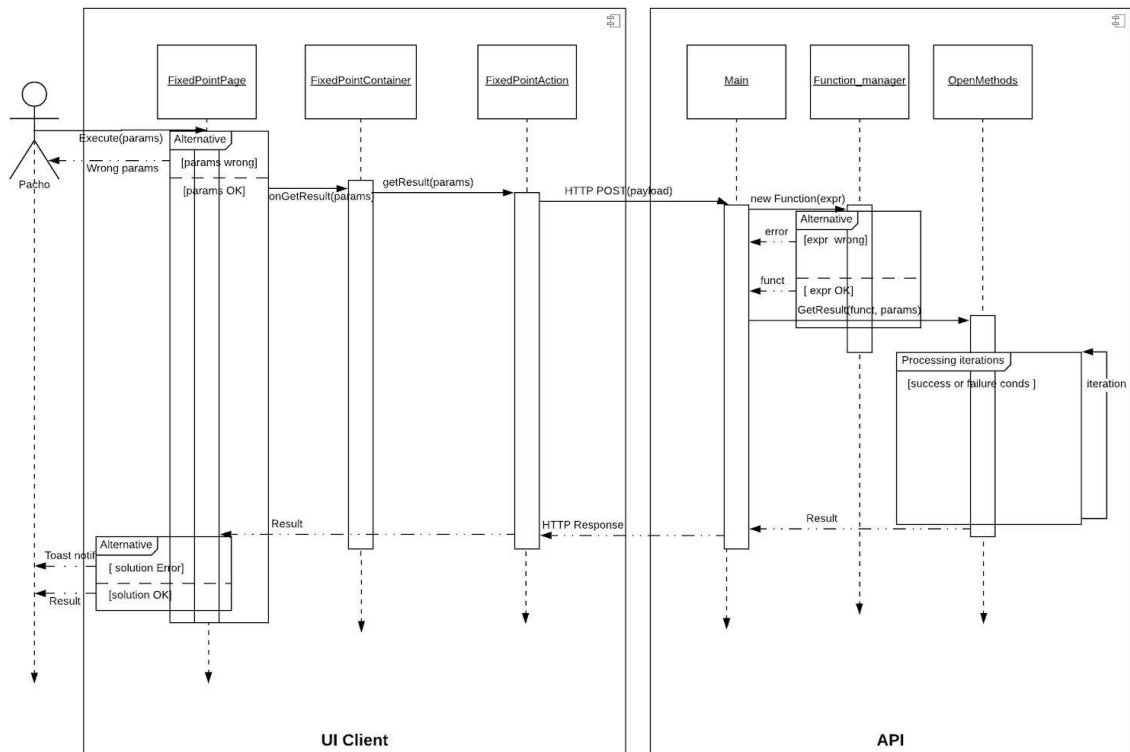 FixedPointPage
FixedPointContainer
FixedPointAction
Main
Function_manager
OpenMethods
Execute(params)
Alternative
Wrong params
[params wrong]
Pacho
[params OK]
onGetResult(params)
getResult(params)
HTTP POST(payload)
new Function(expr)
Alternative
error
[expr wrong]
funct
[ expr OK]
GetResult(funct, params)
Processing iterations
[success or failure conds ]
iteration
Result
HTTP Response
Result
Alternative
Toast notif
[ solution Error]
Result
[solution OK]
UI Client
API